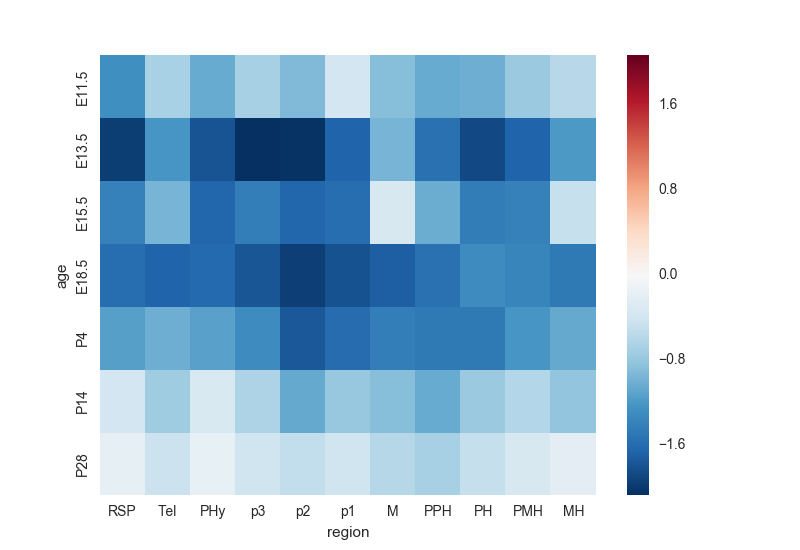 E11.5
E13.5
E15.5
E18.5
P4
P14
P28
age
RSP Tel PHy p3 p2 p1 M PPH PH PMH MH
region
1.6
0.8
0.0
−0.8
−1.6